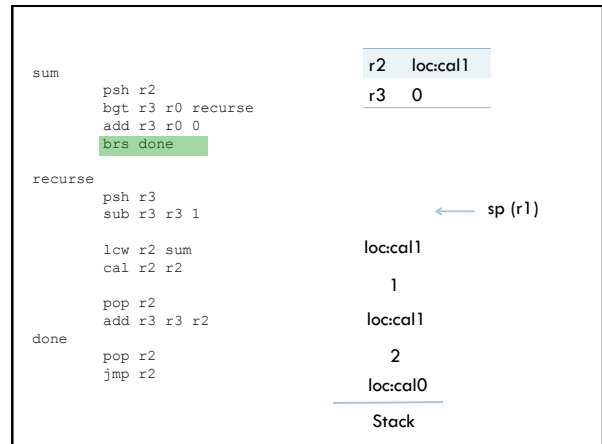 sum
psh r2
bgt r3 r0 recurse
add r3 r0 0
brs done
recurse
psh r3
sub r3 r3 1
lcw r2 sum
cal r2 r2
pop r2
add r3 r3 r2
done
pop r2
jmp r2
r2 loc:cal1
r3 0
sp (r1)
loc:cal1
1
loc:cal1
2
loc:cal0
Stack